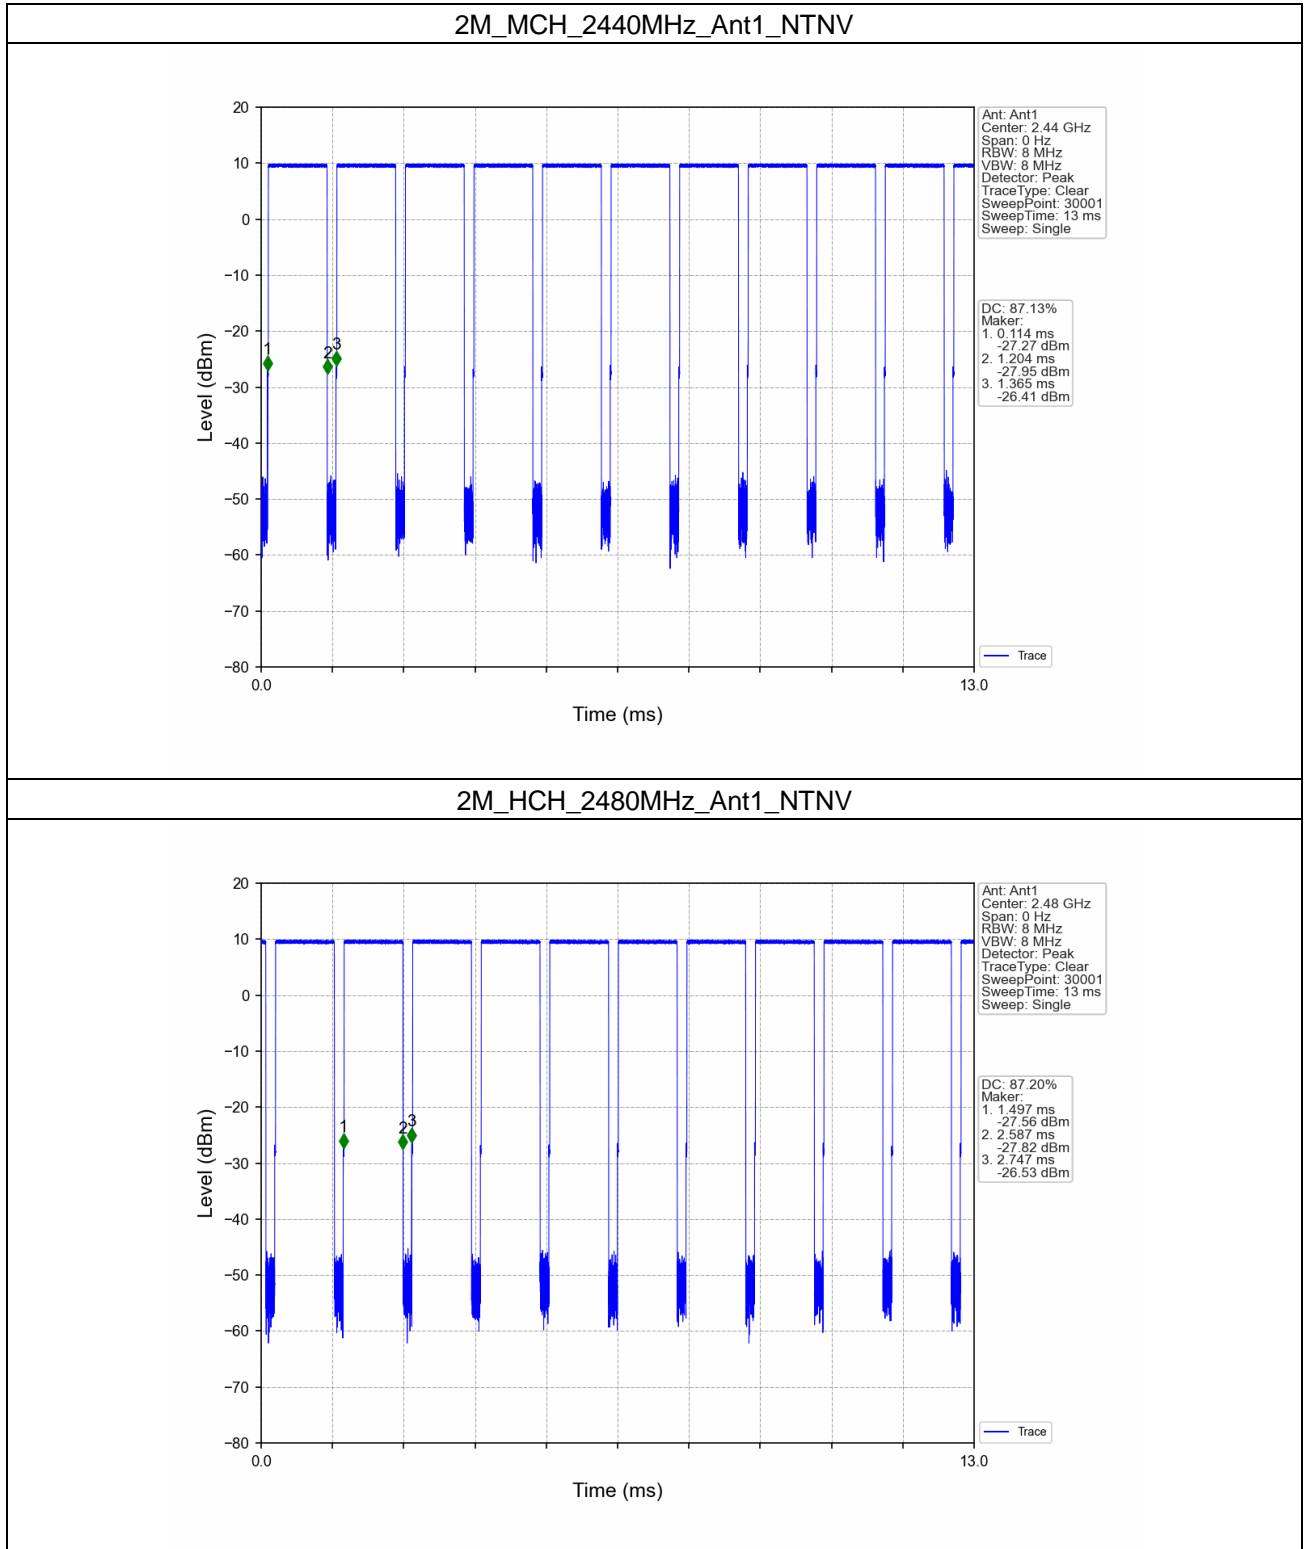 2M_MCH_2440MHz_Ant1_NTNV
20
10
0
−10
−20
−30
−40
−50
−60
−70
−80
Level (dBm)
0.0
13.0
Time (ms)
1
2
3
Ant: Ant1
Center: 2.44 GHz
Span: 0 Hz
RBW: 8 MHz
VBW: 8 MHz
Detector: Peak
TraceType: Clear
SweepPoint: 30001
SweepTime: 13 ms
Sweep: Single
DC: 87.13%
Maker:
1. 0.114 ms
-27.27 dBm
2. 1.204 ms
-27.95 dBm
3. 1.365 ms
-26.41 dBm
Trace
2M_HCH_2480MHz_Ant1_NTNV
20
10
0
−10
−20
−30
−40
−50
−60
−70
−80
Level (dBm)
0.0
13.0
Time (ms)
1
2
3
Ant: Ant1
Center: 2.48 GHz
Span: 0 Hz
RBW: 8 MHz
VBW: 8 MHz
Detector: Peak
TraceType: Clear
SweepPoint: 30001
SweepTime: 13 ms
Sweep: Single
DC: 87.20%
Maker:
1. 1.497 ms
-27.56 dBm
2. 2.587 ms
-27.82 dBm
3. 2.747 ms
-26.53 dBm
Trace